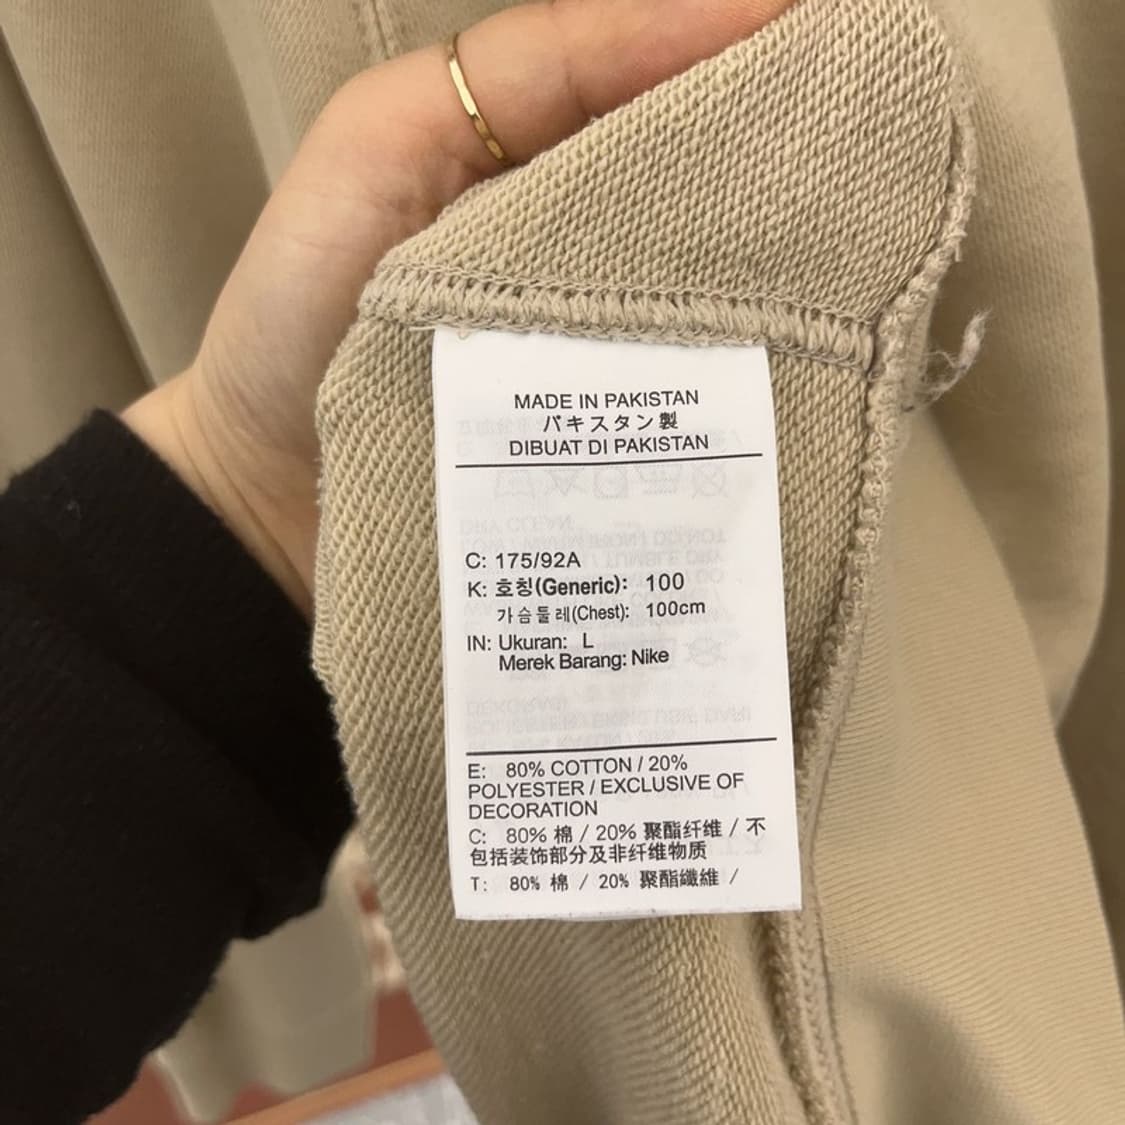 MADE IN PAKISTAN
パキスタン製
DIBUAT DI PAKISTAN
C: 175/92A
K: 호칭(Generic): 100
가슴둘레(Chest): 100cm
IN: Ukuran: L
Merek Barang: Nike
E: 80% COTTON / 20%
POLYESTER / EXCLUSIVE OF
DECORATION
C: 80% 棉 / 20% 聚酯纤维 / 不
包括装饰部分及非纤维物质
T: 80% 棉 / 20% 聚酯纖維 /